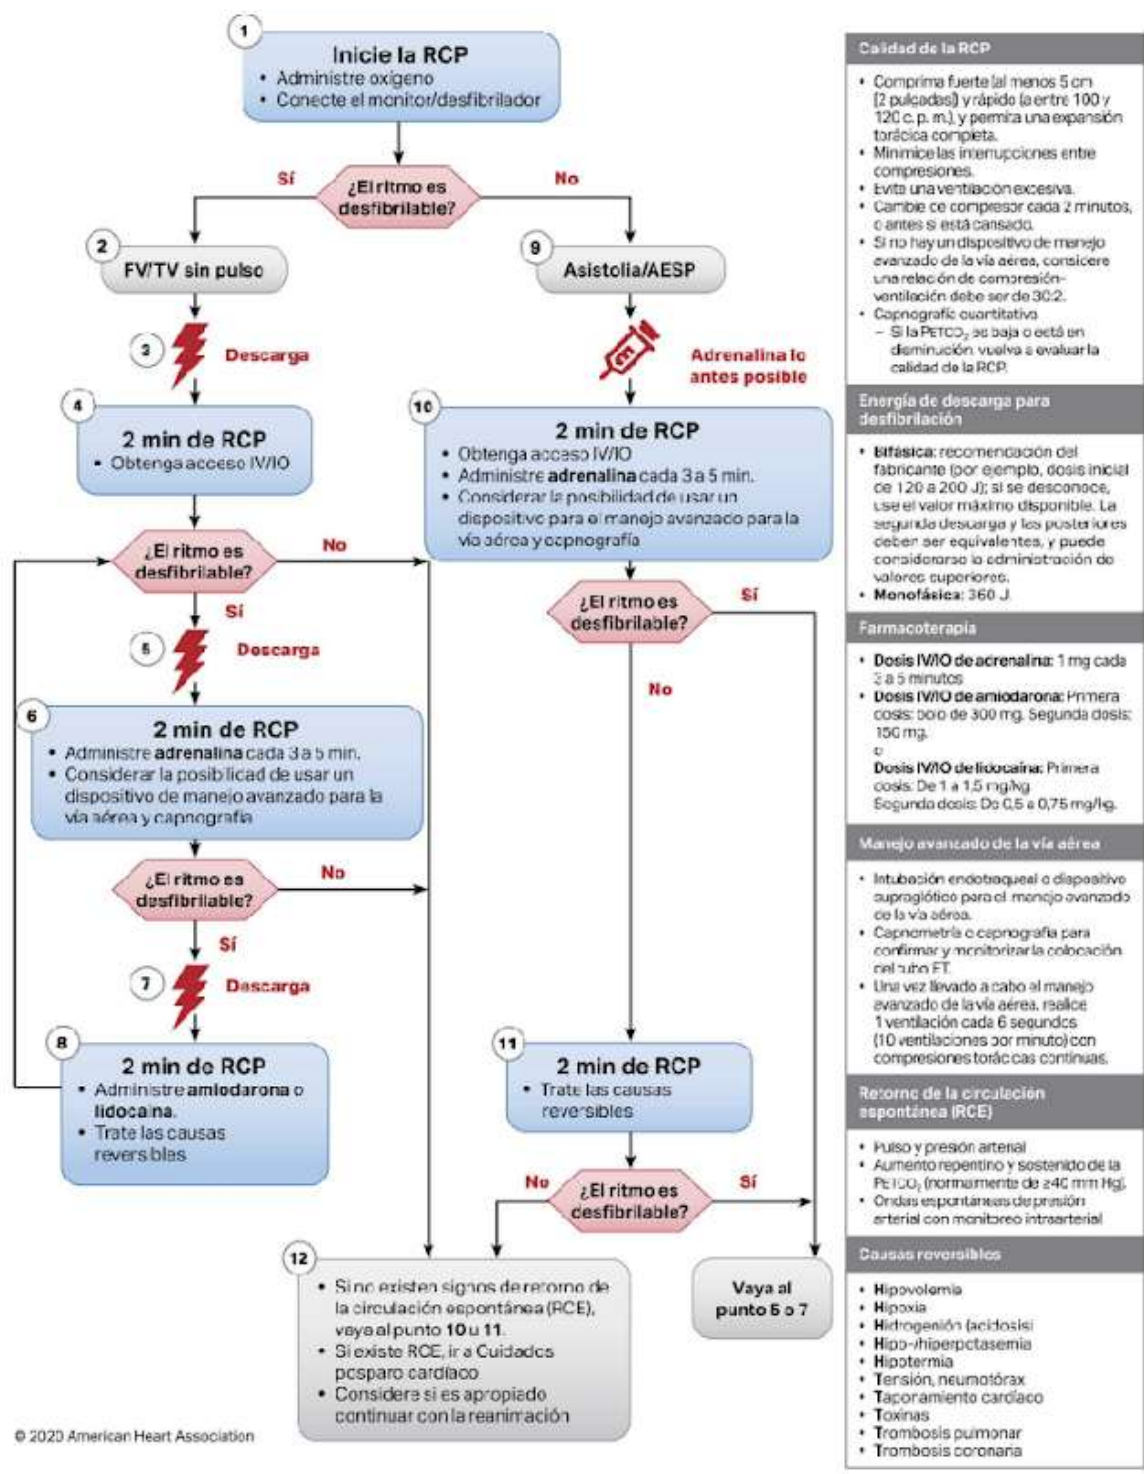 1
Inicie la RCP
• Administre oxígeno
• Conecte el monitor/desfibrilador
¿El ritmo es
desfibrilable?
Sí
No
2
FV/TV sin pulso
3
Descarga
4
2 min de RCP
• Obtenga acceso IV/IO
¿El ritmo es
desfibrilable?
No
Sí
5
Descarga
6
2 min de RCP
• Administre adrenalina cada 3 a 5 min.
• Considerar la posibilidad de usar un
dispositivo de manejo avanzado para la
vía aérea y capnografía
¿El ritmo es
desfibrilable?
No
Sí
7
Descarga
8
2 min de RCP
• Administre amiodarona o
lidocaína.
• Trate las causas
reversibles
9
Asistolia/AESP
Adrenalina lo
antes posible
10
2 min de RCP
• Obtenga acceso IV/IO
• Administre adrenalina cada 3 a 5 min.
• Considerar la posibilidad de usar un
dispositivo para el manejo avanzado para la
vía aérea y capnografía
¿El ritmo es
desfibrilable?
Sí
No
11
2 min de RCP
• Trate las causas
reversibles
¿El ritmo es
desfibrilable?
No
Sí
12
• Si no existen signos de retorno de
la circulación espontánea (RCE),
vaya al punto 10 u 11.
• Si existe RCE, ir a Cuidados
posparo cardíaco
• Considere si es apropiado
continuar con la reanimación
Vaya al
punto 5 o 7
© 2020 American Heart Association
Calidad de la RCP
• Comprima fuerte (al menos 5 cm
[2 pulgadas]) y rápido (a entre 100 y
120 c. p. m.), y permita una expansión
torácica completa.
• Minimice las interrupciones entre
compresiones.
• Evite una ventilación excesiva.
• Cambie de compresor cada 2 minutos,
o antes si está cansado.
• Si no hay un dispositivo de manejo
avanzado de la vía aérea, considere
una relación de compresión-
ventilación debe ser de 30:2.
• Capnografía cuantitativa
– Si la PETCO₂ es baja o está en
disminución, vuelva a evaluar la
calidad de la RCP.
Energía de descarga para
desfibrilación
• Bifásica: recomendación del
fabricante (por ejemplo, dosis inicial
de 120 a 200 J); si se desconoce,
use el valor máximo disponible. La
segunda descarga y las posteriores
deben ser equivalentes, y puede
considerarse la administración de
valores superiores.
• Monofásica: 360 J.
Farmacoterapia
• Dosis IV/IO de adrenalina: 1 mg cada
3 a 5 minutos
• Dosis IV/IO de amiodarona: Primera
dosis: bolo de 300 mg. Segunda dosis:
150 mg.
o
Dosis IV/IO de lidocaína: Primera
dosis: De 1 a 1,5 mg/kg
Segunda dosis: De 0,5 a 0,75 mg/kg.
Manejo avanzado de la vía aérea
• Intubación endotraqueal o dispositivo
supraglótico para el manejo avanzado
de la vía aérea.
• Capnometría o capnografía para
confirmar y monitorizar la colocación
del tubo ET.
• Una vez llevado a cabo el manejo
avanzado de la vía aérea, realice
1 ventilación cada 6 segundos
(10 ventilaciones por minuto) con
compresiones torácicas continuas.
Retorno de la circulación
espontánea (RCE)
• Pulso y presión arterial
• Aumento repentino y sostenido de la
PETCO₂ (normalmente de ≥40 mm Hg).
• Ondas espontáneas de presión
arterial con monitoreo intraarterial
Causas reversibles
• Hipovolemia
• Hipoxia
• Hidrogenión (acidosis)
• Hipo-/hiperpotasemia
• Hipotermia
• Tensión, neumotórax
• Taponamiento cardíaco
• Toxinas
• Trombosis pulmonar
• Trombosis coronaria